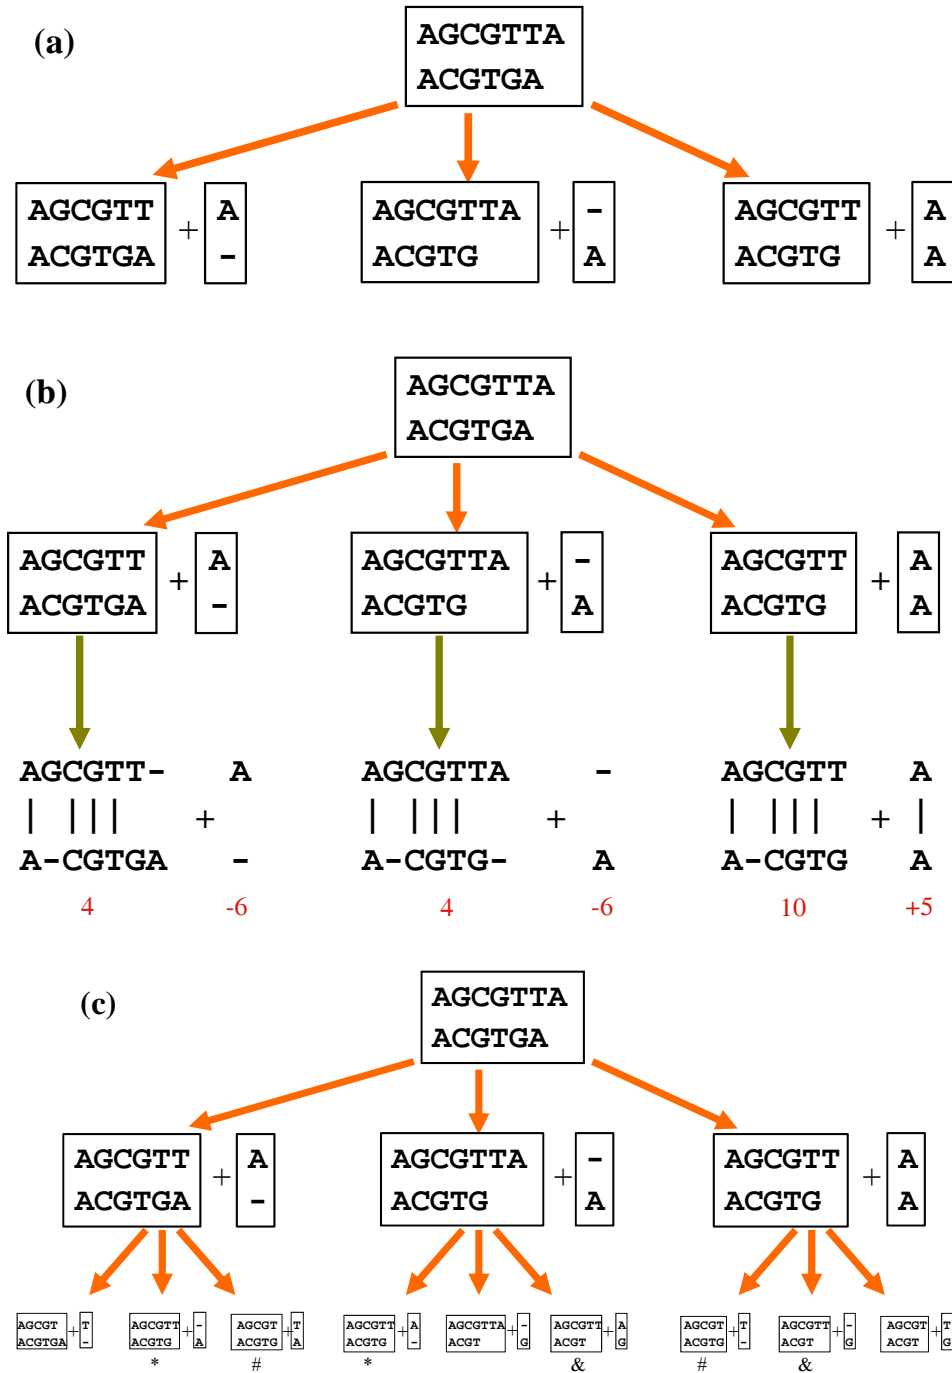 (a)
AGCGTTA
ACGTGA
AGCGTT + A
ACGTGA -
AGCGTTA + -
ACGTG A
AGCGTT + A
ACGTG A
(b)
AGCGTTA
ACGTGA
AGCGTT + A
ACGTGA -
AGCGTTA + -
ACGTG A
AGCGTT + A
ACGTG A
AGCGTT- A
| ||| +
A-CGTGA -
4 -6
AGCGTTA -
| ||| +
A-CGTG- A
4 -6
AGCGTT A
| ||| + |
A-CGTG A
10 +5
(c)
AGCGTTA
ACGTGA
AGCGTT + A
ACGTGA -
AGCGTTA + -
ACGTG A
AGCGTT + A
ACGTG A
AGCGT + T
ACGTGA -
AGCGTT + -
ACGTG A
*
AGCGT + T
ACGTG A
#
AGCGTT + A
ACGTG -
*
AGCGTTA + -
ACGT G
AGCGTT + A
ACGT G
&
AGCGT + T
ACGTG -
#
AGCGTT + -
ACGT G
&
AGCGT + T
ACGT G